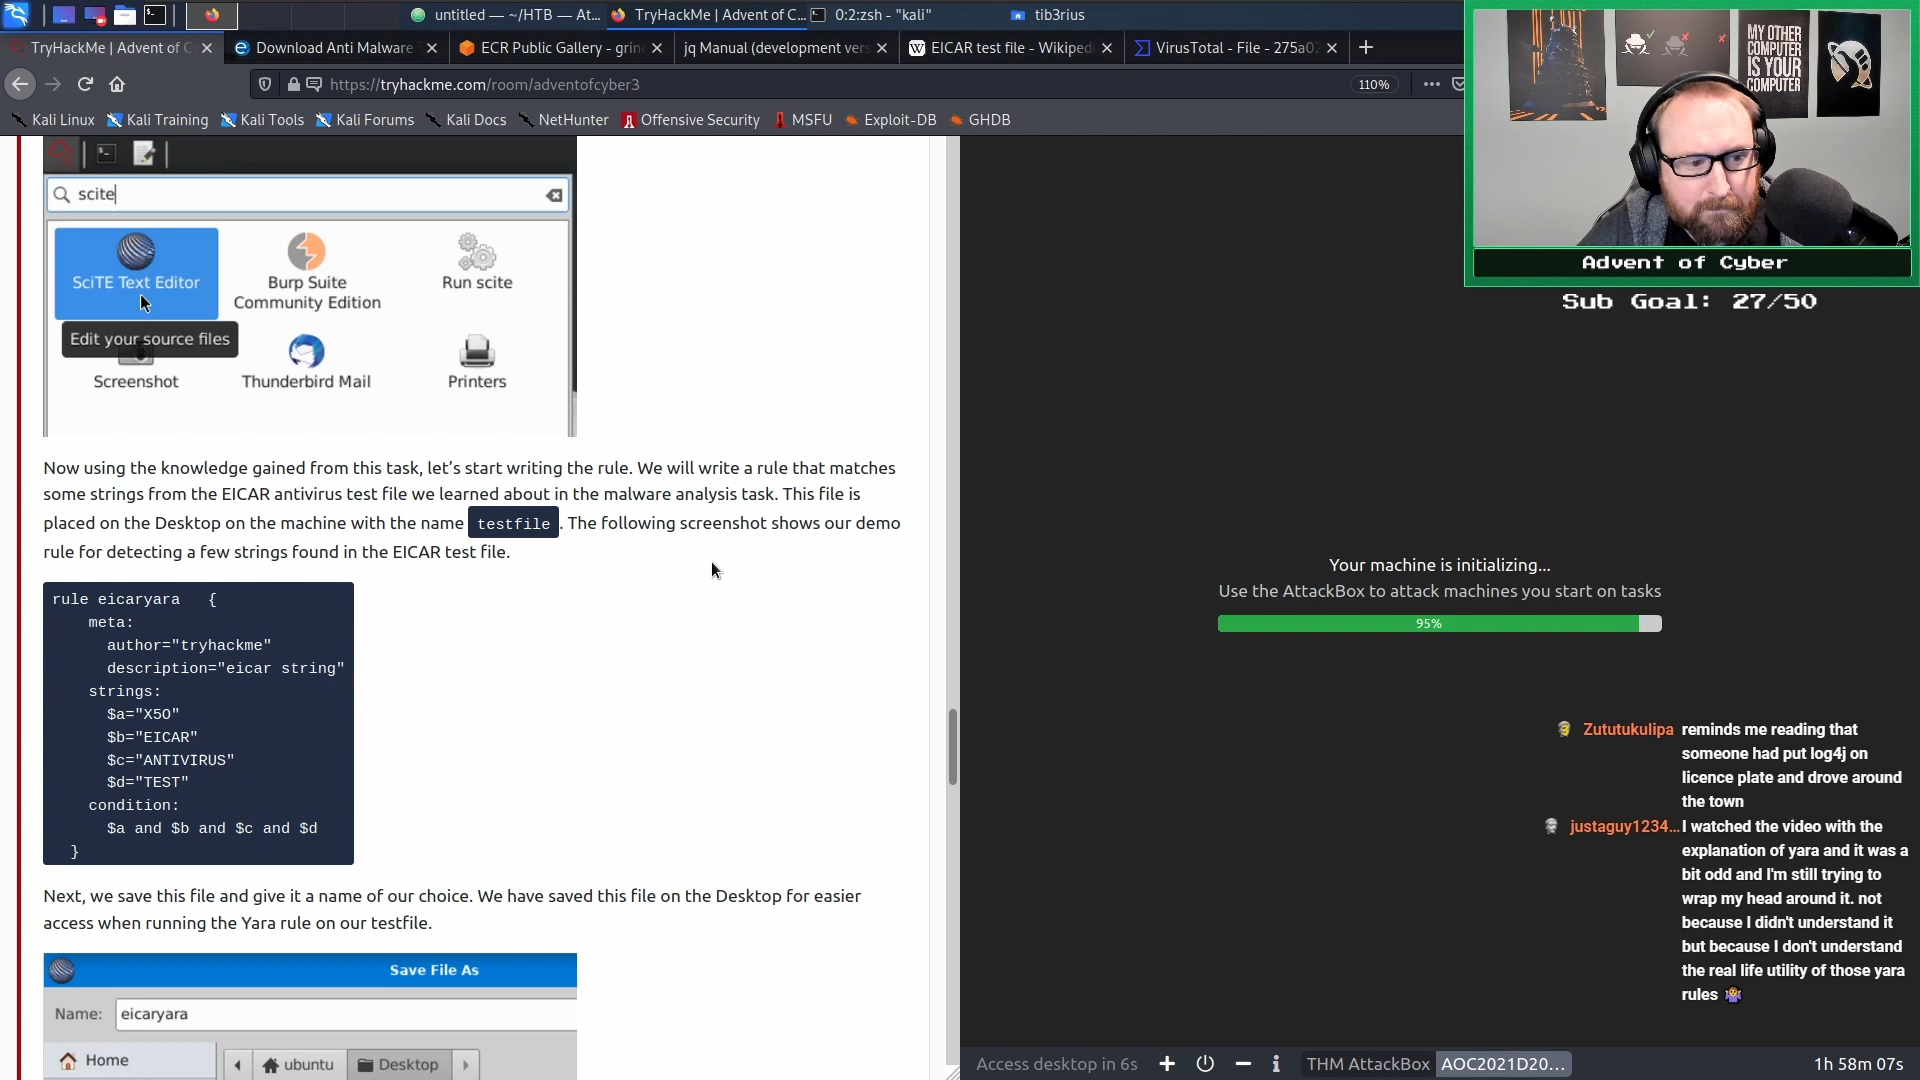 untitled — ~/HTB — At...
TryHackMe | Advent of C...
0:2:zsh - "kali"
tib3rius
TryHackMe | Advent of C
Download Anti Malware
ECR Public Gallery - grin
jq Manual (development ver
EICAR test file - Wikiped
VirusTotal - File - 275a02
https://tryhackme.com/room/adventofcyber3
110%
Kali Linux
Kali Training
Kali Tools
Kali Forums
Kali Docs
NetHunter
Offensive Security
MSFU
Exploit-DB
GHDB
scite
SciTE Text Editor
Burp Suite
Community Edition
Run scite
Edit your source files
Screenshot
Thunderbird Mail
Printers
Now using the knowledge gained from this task, let’s start writing the rule. We will write a rule that matches
some strings from the EICAR antivirus test file we learned about in the malware analysis task. This file is
placed on the Desktop on the machine with the name testfile . The following screenshot shows our demo
rule for detecting a few strings found in the EICAR test file.
rule eicaryara {
meta:
author="tryhackme"
description="eicar string"
strings:
$a="X5O"
$b="EICAR"
$c="ANTIVIRUS"
$d="TEST"
condition:
$a and $b and $c and $d
}
Next, we save this file and give it a name of our choice. We have saved this file on the Desktop for easier
access when running the Yara rule on our testfile.
Save File As
Name: eicaryara
Home
ubuntu
Desktop
MY OTHER
COMPUTER
IS YOUR
COMPUTER
Advent of Cyber
Sub Goal: 27/50
Your machine is initializing...
Use the AttackBox to attack machines you start on tasks
95%
Zututukulipa reminds me reading that
someone had put log4j on
licence plate and drove around
the town
justaguy1234... I watched the video with the
explanation of yara and it was a
bit odd and I'm still trying to
wrap my head around it. not
because I didn't understand it
but because I don't understand
the real life utility of those yara
rules 🤷
Access desktop in 6s
THM AttackBox
AOC2021D20...
1h 58m 07s